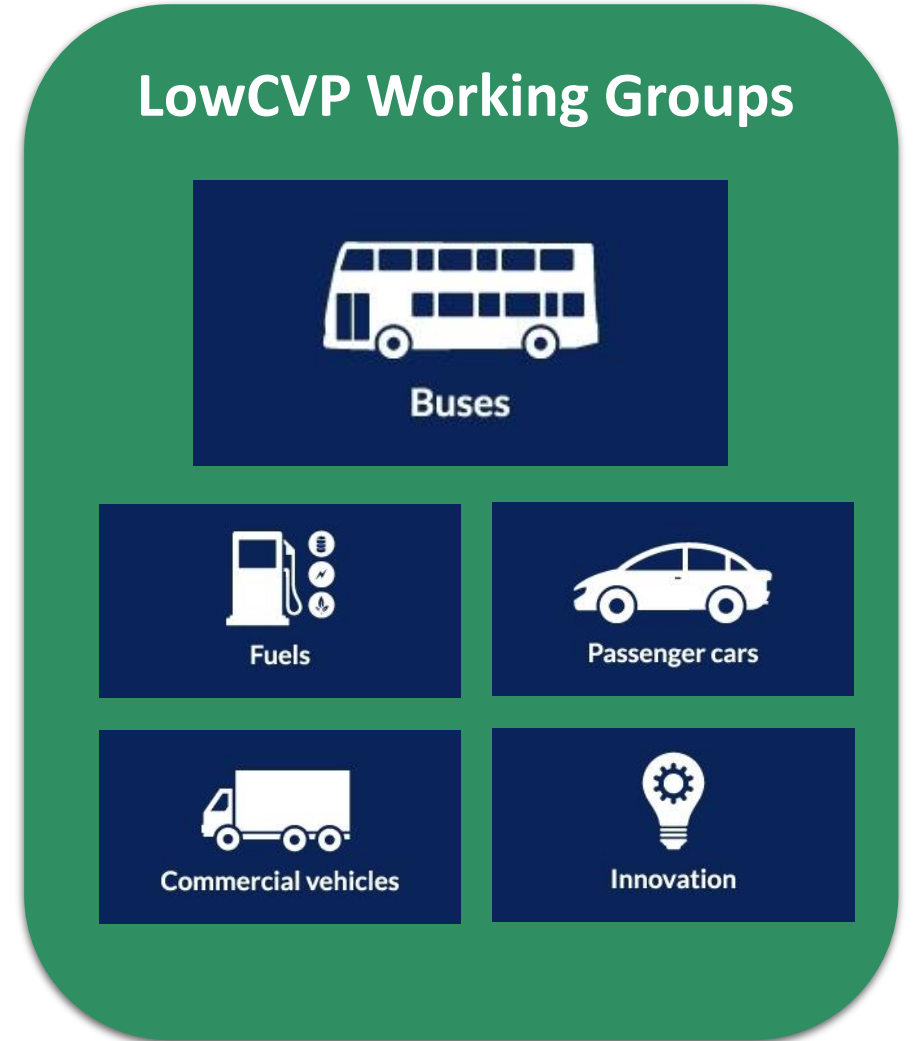 LowCVP Working Groups
Buses
Fuels
Passenger cars
Commercial vehicles
Innovation